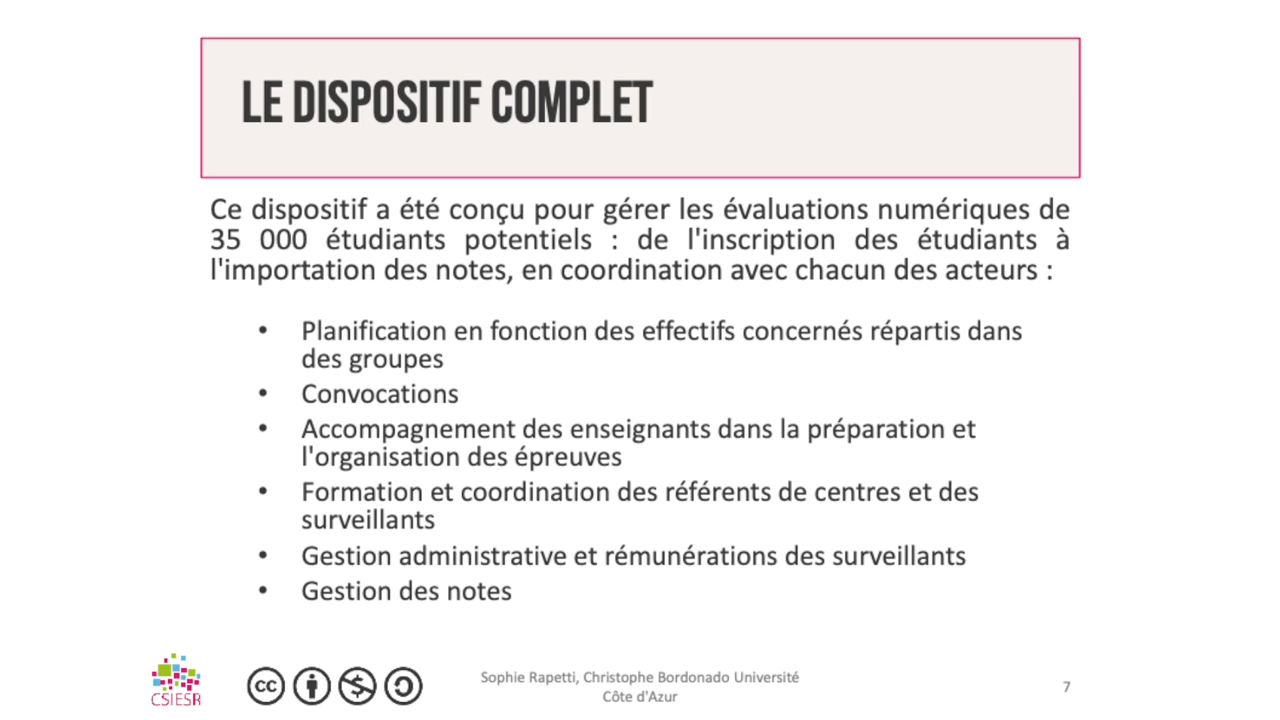 LE DISPOSITIF COMPLET
Ce dispositif a été conçu pour gérer les évaluations numériques de
35 000 étudiants potentiels : de l'inscription des étudiants à
l'importation des notes, en coordination avec chacun des acteurs :
• Planification en fonction des effectifs concernés répartis dans
des groupes
• Convocations
• Accompagnement des enseignants dans la préparation et
l'organisation des épreuves
• Formation et coordination des référents de centres et des
surveillants
• Gestion administrative et rémunérations des surveillants
• Gestion des notes
CSIESR
cc
Sophie Rapetti, Christophe Bordonado Université
Côte d'Azur
7